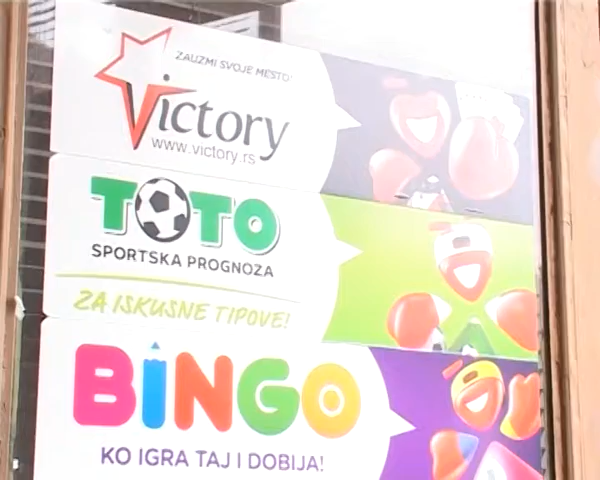 ZAUZMI SVOJE MESTO!
Victory
www.victory.rs
TOTO
SPORTSKA PROGNOZA
ZA ISKUSNE TIPOVE!
BINGO
KO IGRA TAJ I DOBIJA!